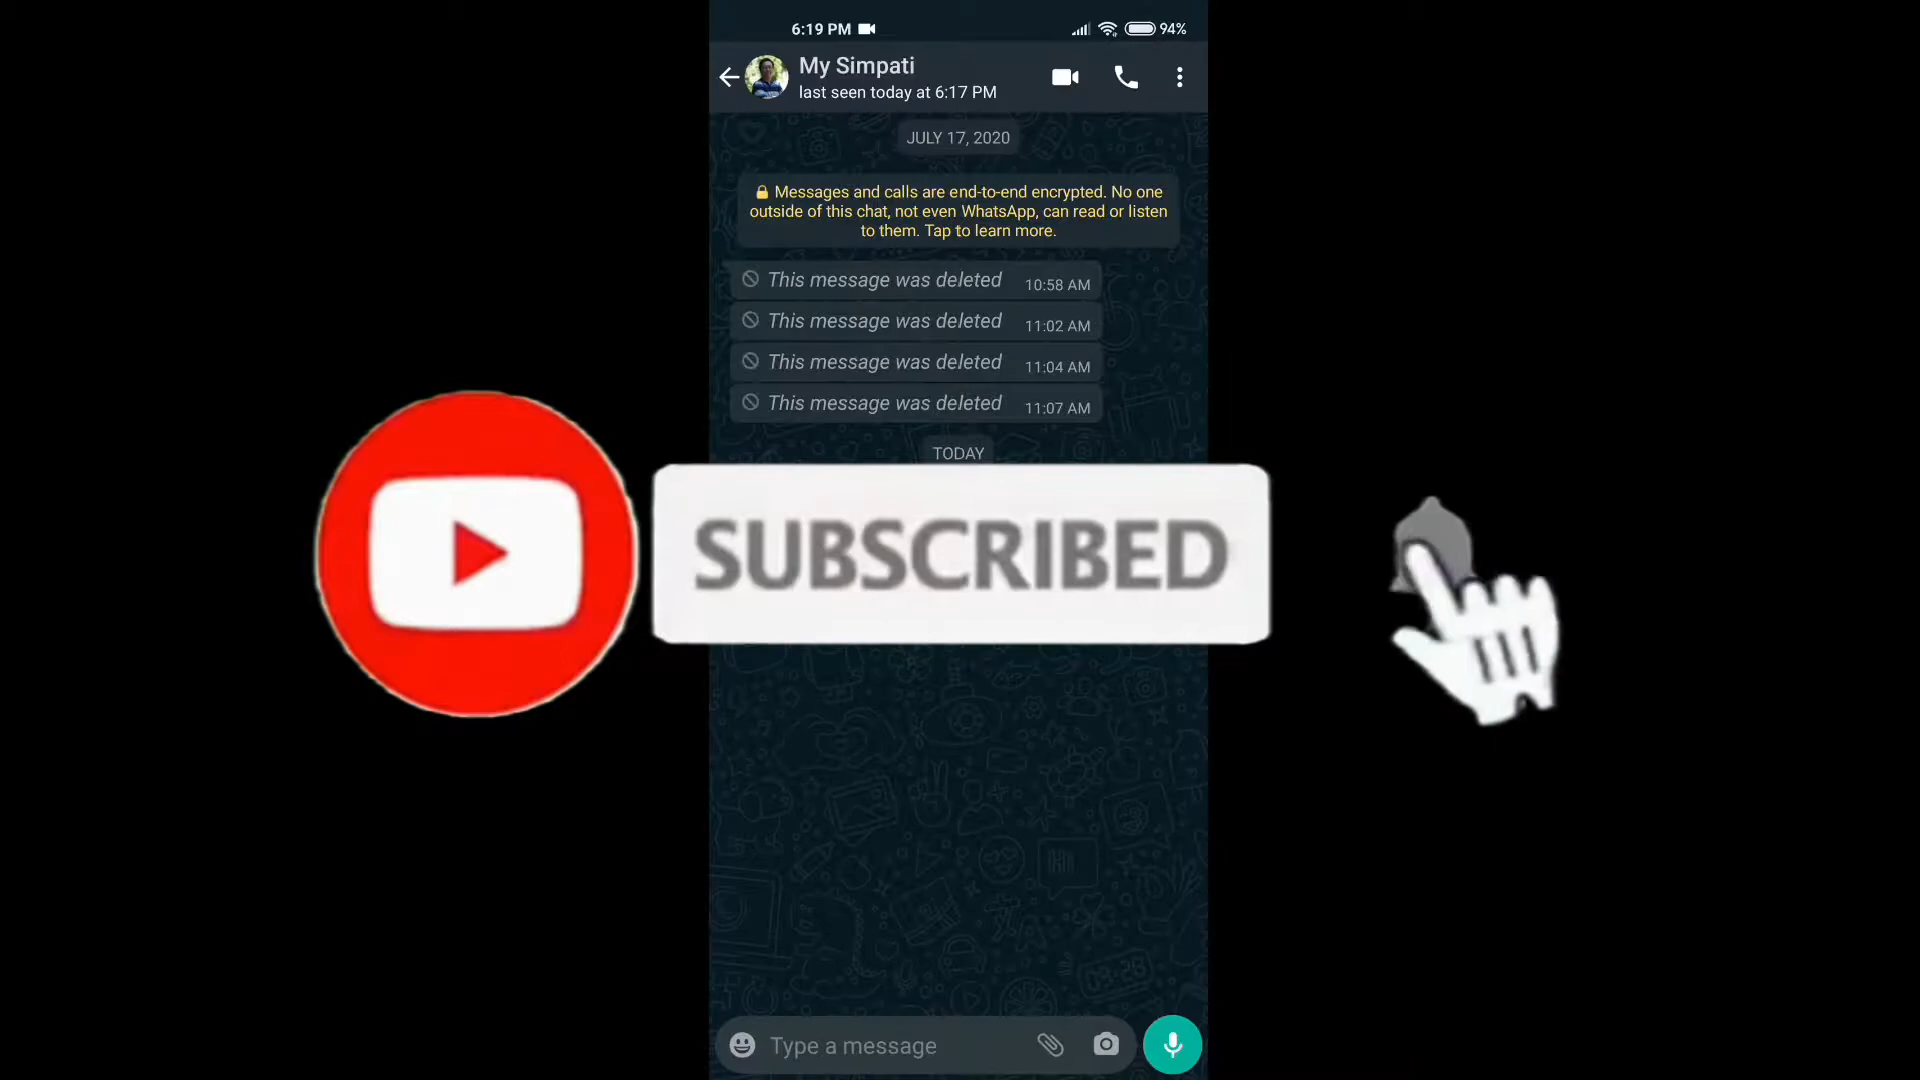 6:19 PM
94%
My Simpati
last seen today at 6:17 PM
JULY 17, 2020
Messages and calls are end-to-end encrypted. No one
outside of this chat, not even WhatsApp, can read or listen
to them. Tap to learn more.
This message was deleted 10:58 AM
This message was deleted 11:02 AM
This message was deleted 11:04 AM
This message was deleted 11:07 AM
TODAY
SUBSCRIBED
Type a message